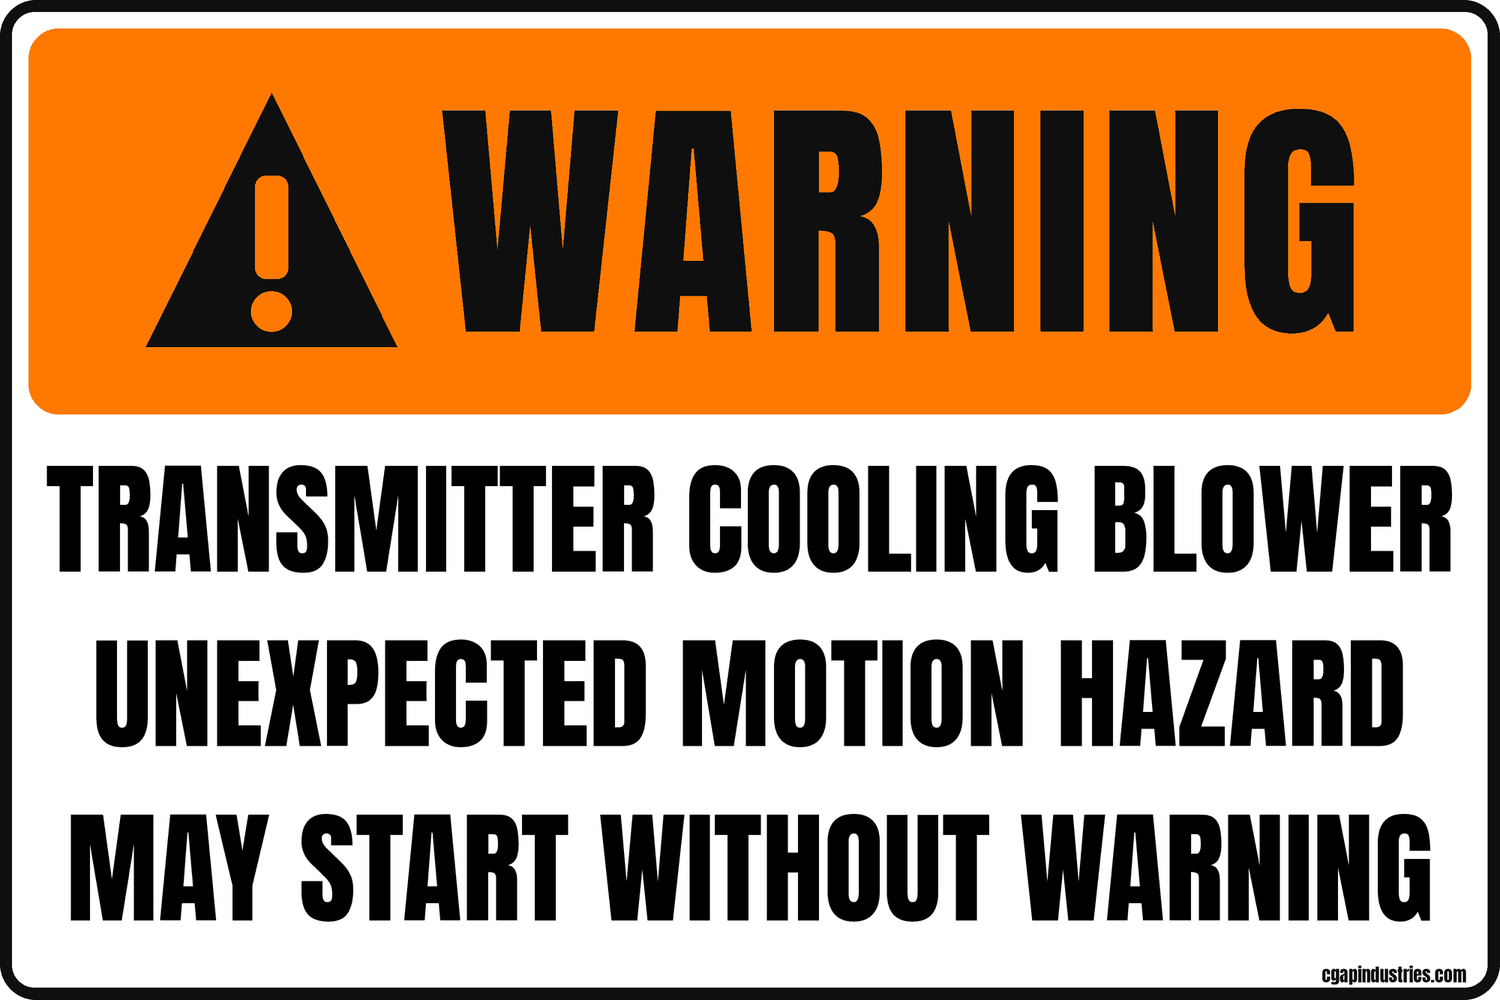 WARNING
TRANSMITTER COOLING BLOWER
UNEXPECTED MOTION HAZARD
MAY START WITHOUT WARNING
cgapindustries.com